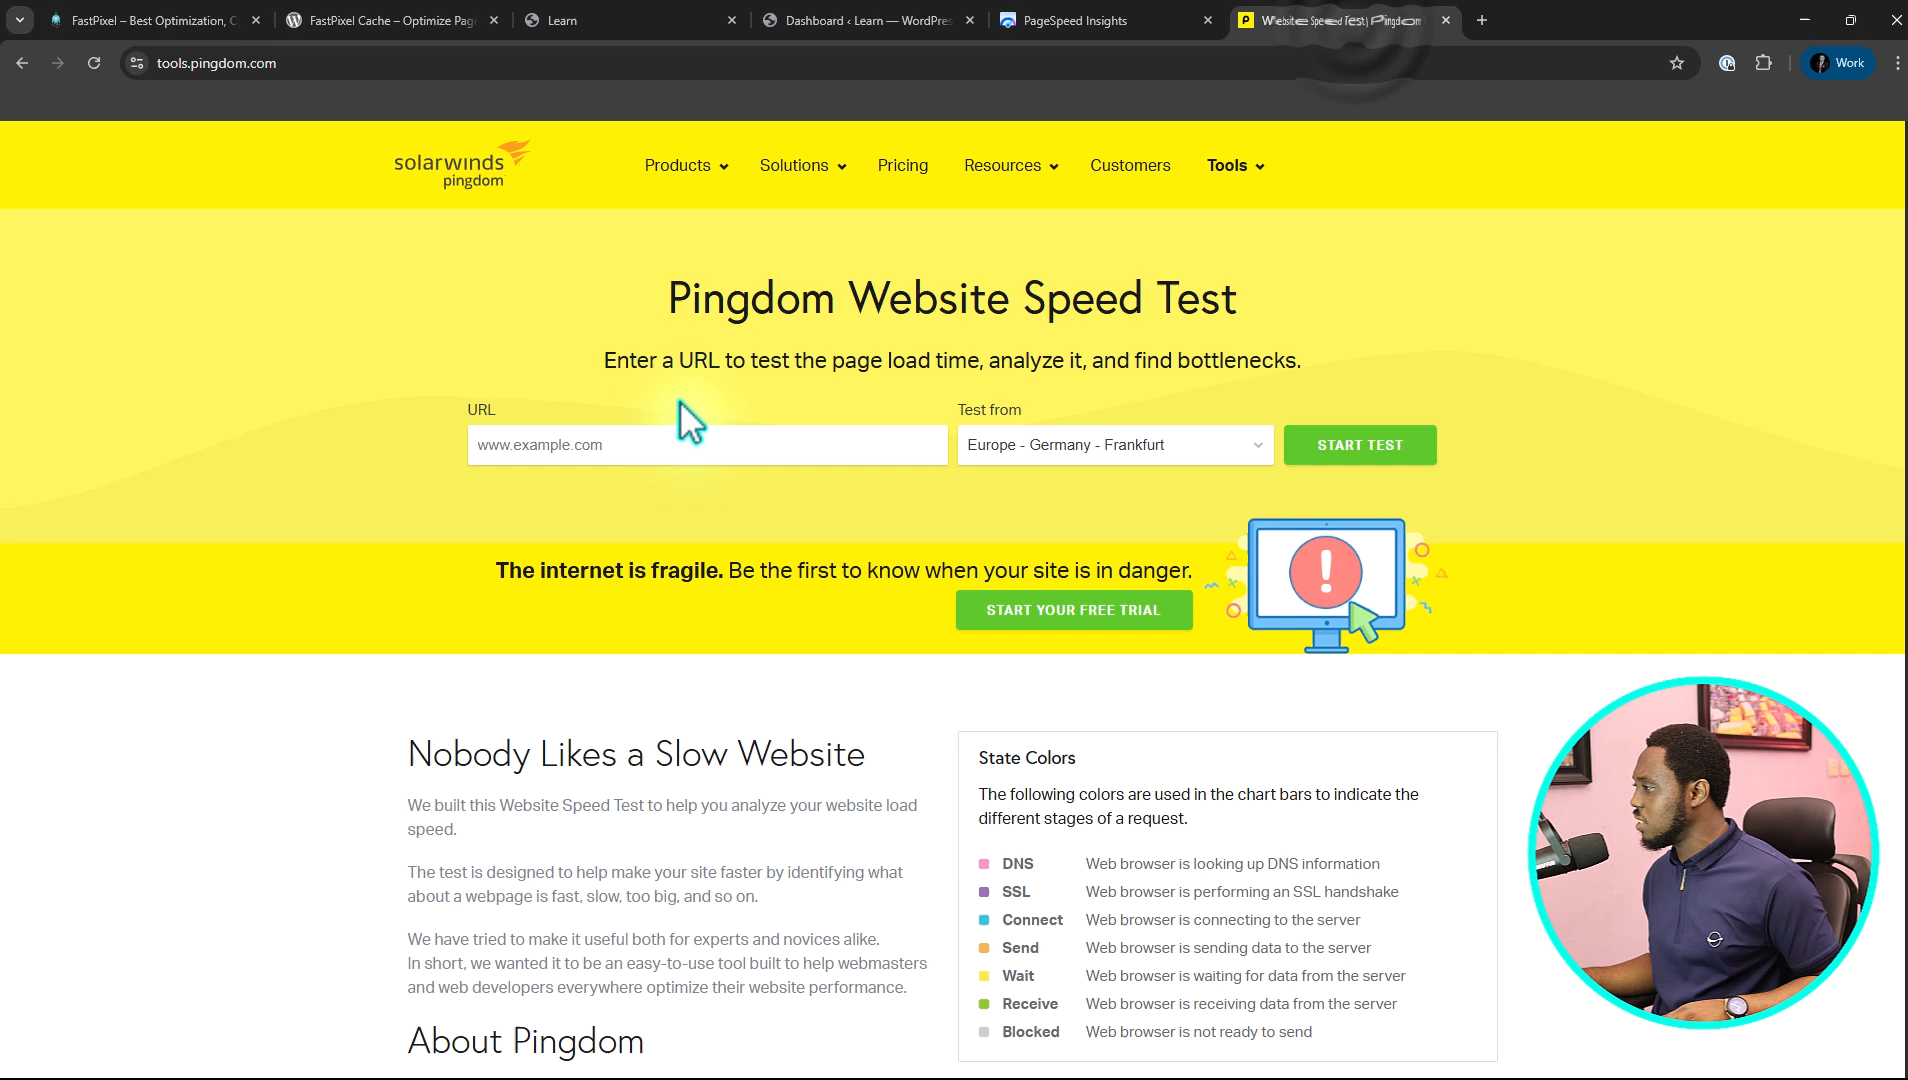 FastPixel – Best Optimization, C
FastPixel Cache – Optimize Page
Learn
Dashboard ‹ Learn — WordPres
PageSpeed Insights
tools.pingdom.com
Work
solarwinds
pingdom
Products
Solutions
Pricing
Resources
Customers
Tools
Pingdom Website Speed Test
Enter a URL to test the page load time, analyze it, and find bottlenecks.
URL
Test from
www.example.com
Europe - Germany - Frankfurt
START TEST
The internet is fragile. Be the first to know when your site is in danger.
START YOUR FREE TRIAL
Nobody Likes a Slow Website
We built this Website Speed Test to help you analyze your website load
speed.
The test is designed to help make your site faster by identifying what
about a webpage is fast, slow, too big, and so on.
We have tried to make it useful both for experts and novices alike.
In short, we wanted it to be an easy-to-use tool built to help webmasters
and web developers everywhere optimize their website performance.
About Pingdom
State Colors
The following colors are used in the chart bars to indicate the
different stages of a request.
DNS Web browser is looking up DNS information
SSL Web browser is performing an SSL handshake
Connect Web browser is connecting to the server
Send Web browser is sending data to the server
Wait Web browser is waiting for data from the server
Receive Web browser is receiving data from the server
Blocked Web browser is not ready to send